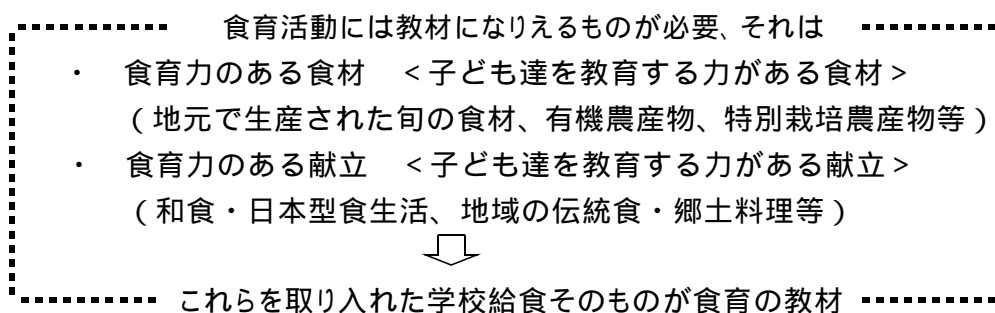 食育活動には教材になりえるものが必要、それは
・ 食育力のある食材 <子ども達を教育する力がある食材>
(地元で生産された旬の食材、有機農産物、特別栽培農産物等)
・ 食育力のある献立 <子ども達を教育する力がある献立>
(和食・日本型食生活、地域の伝統食・郷土料理等)
これらを取り入れた学校給食そのものが食育の教材